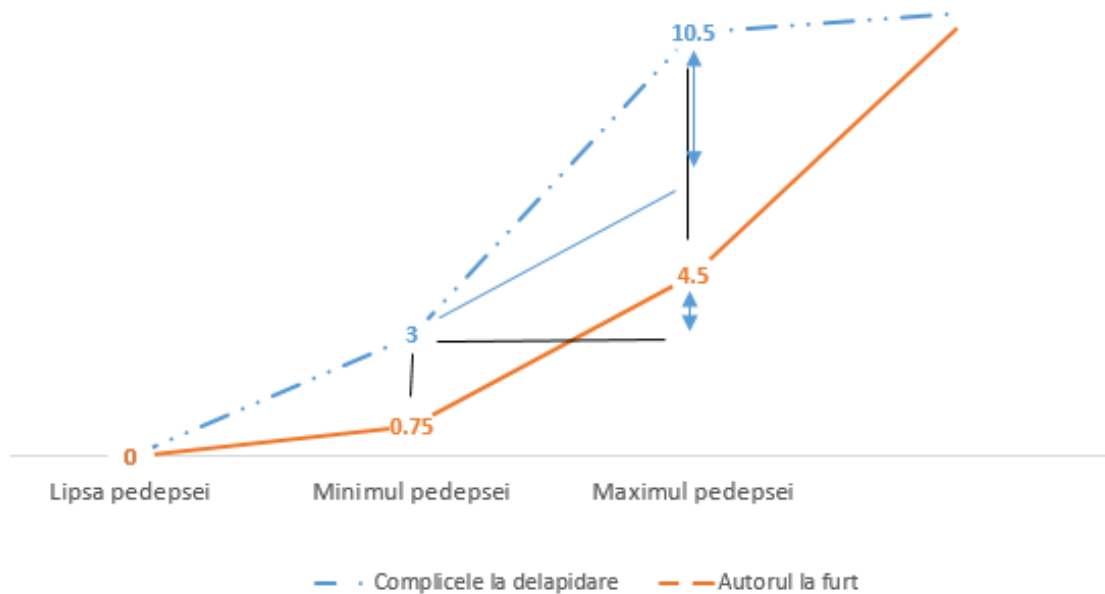 10.5
4.5
3
0.75
0
Lipsa pedepsei Minimul pedepsei Maximul pedepsei
Complicele la delapidare Autorul la furt